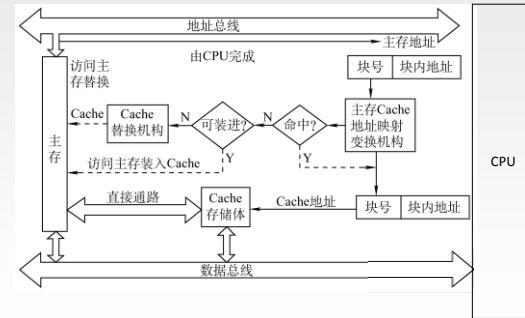 地址总线
主存地址
由CPU完成
访问主
存替换
块号 块内地址
Cache
Cache
替换机构
N
可装进?
N
命中?
主存Cache
地址映射
变换机构
主
存
Y
Y
访问主存装入Cache
CPU
直接通路
Cache
存储体
Cache地址
块号 块内地址
数据总线